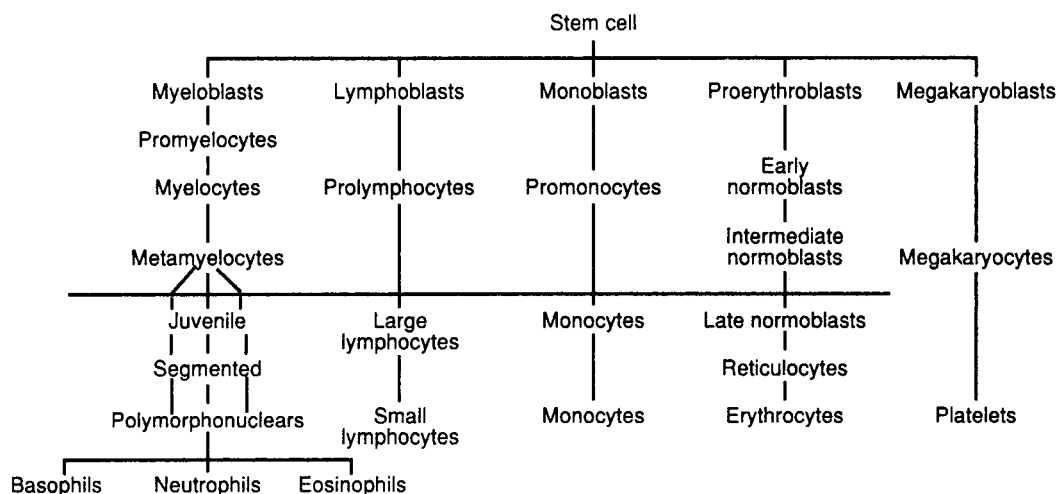 Stem cell
Myeloblasts Lymphoblasts Monoblasts Proerythroblasts Megakaryoblasts
Promyelocytes
Myelocytes Prolymphocytes Promonocytes Early normoblasts
Metamyelocytes Intermediate normoblasts Megakaryocytes
Juvenile Large lymphocytes Monocytes Late normoblasts
Segmented Reticulocytes
Polymorphonuclears Small lymphocytes Monocytes Erythrocytes Platelets
Basophils Neutrophils Eosinophils